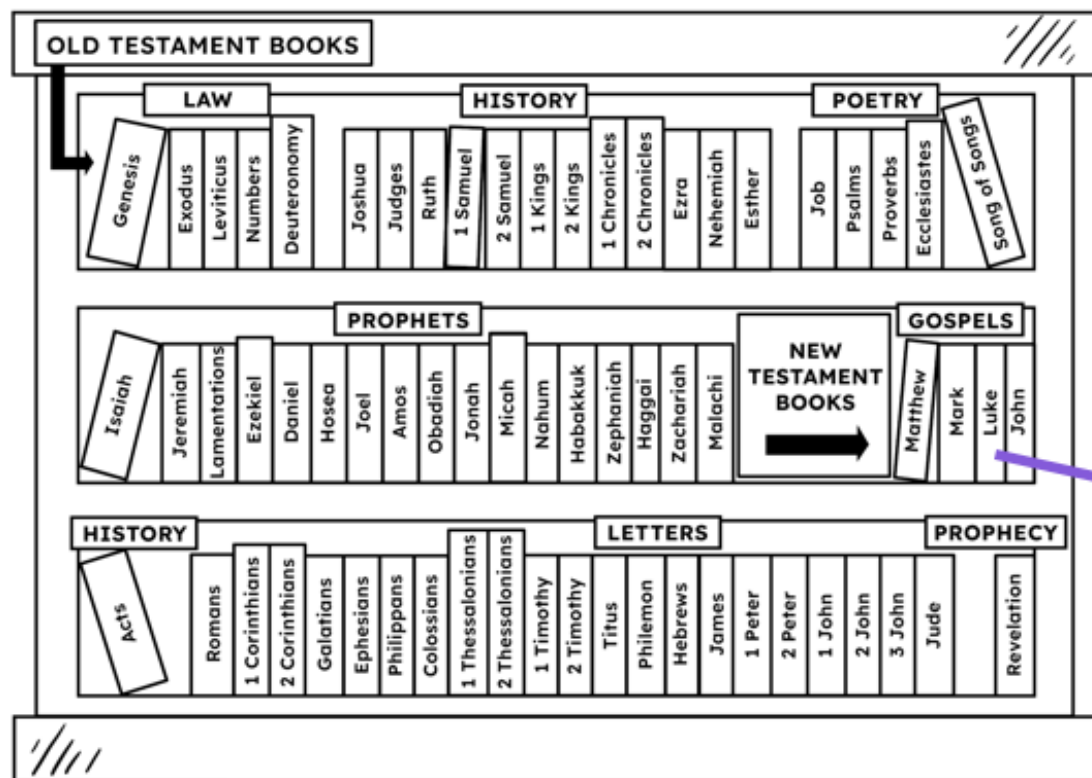 OLD TESTAMENT BOOKS
LAW
HISTORY
POETRY
Genesis
Exodus
Leviticus
Numbers
Deuteronomy
Joshua
Judges
Ruth
1 Samuel
2 Samuel
1 Kings
2 Kings
1 Chronicles
2 Chronicles
Ezra
Nehemiah
Esther
Job
Psalms
Proverbs
Ecclesiastes
Song of Songs
PROPHETS
GOSPELS
Isaiah
Jeremiah
Lamentations
Ezekiel
Daniel
Hosea
Joel
Amos
Obadiah
Jonah
Micah
Nahum
Habakkuk
Zephaniah
Haggai
Zachariah
Malachi
NEW
TESTAMENT
BOOKS
Matthew
Mark
Luke
John
HISTORY
LETTERS
PROPHECY
Acts
Romans
1 Corinthians
2 Corinthians
Galatians
Ephesians
Philippans
Colossians
1 Thessalonians
2 Thessalonians
1 Timothy
2 Timothy
Titus
Philemon
Hebrews
James
1 Peter
2 Peter
1 John
2 John
3 John
Jude
Revelation